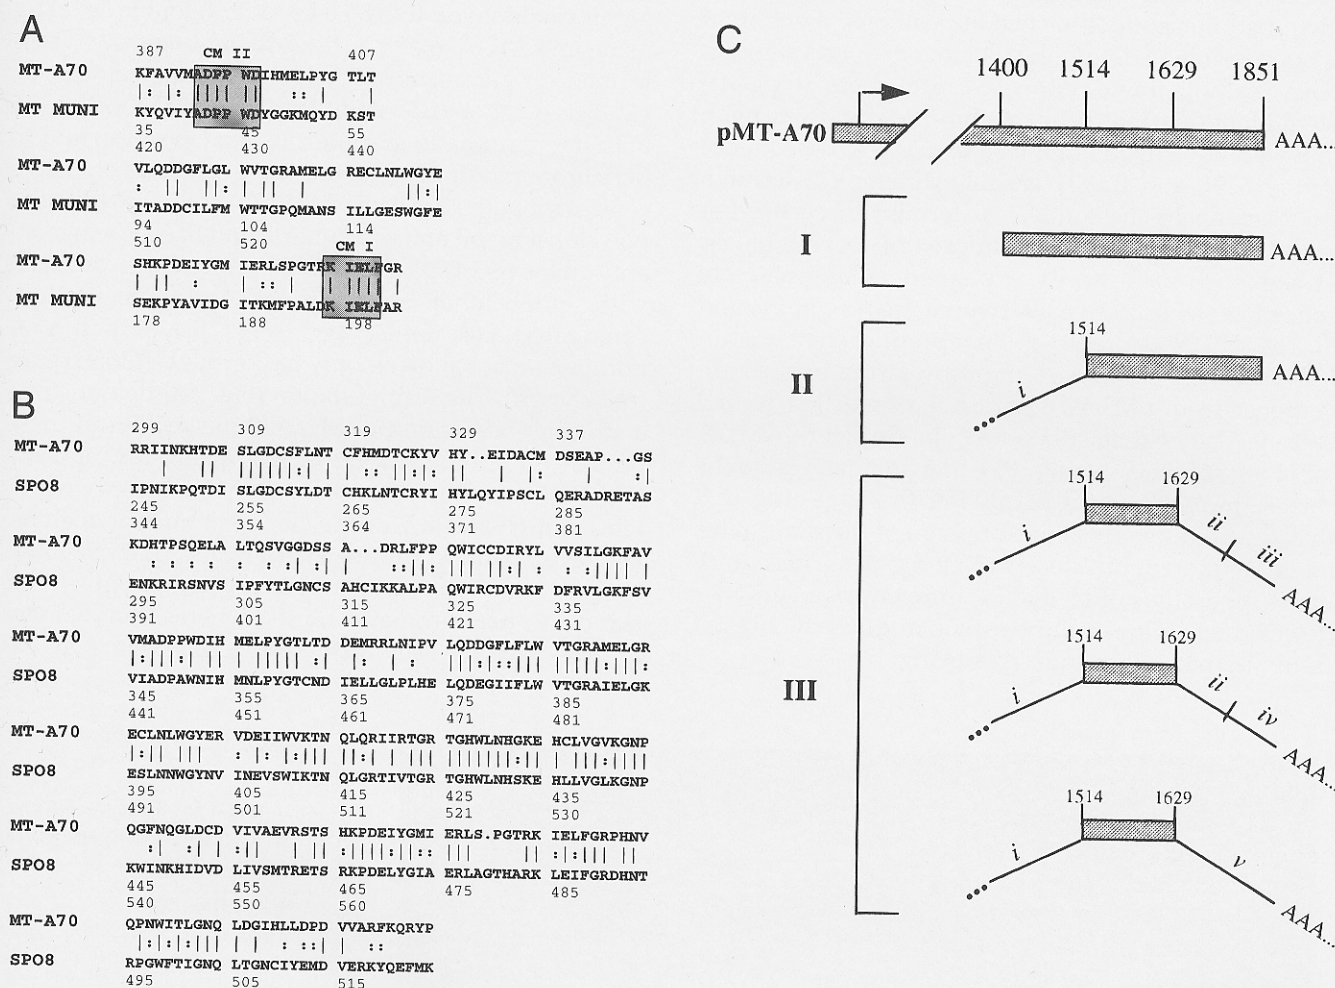 A
387 CM II 407
MT-A70 KFAVVMADPP WDIHMELPYG TLT
MT MUNI KYQVIYADPP WDYGGKMQYD KST
35 45 55
420 430 440
MT-A70 VLQDDGFLGL WVTGRAMELG RECLNLWGYE
MT MUNI ITADDCILFM WTTGPQMANS ILLGESWGFE
94 104 114
510 520 CM I
MT-A70 SHKPDEIYGM IERLSPGTRK IELFGR
MT MUNI SEKPYAVIDG ITKMFPALDK IELFAR
178 188 198
B
299 309 319 329 337
MT-A70 RRIINKHTDE SLGDCSFLNT CFHMDTCKYV HY..EIDACM DSEAP...GS
SPO8 IPNIKPQTDI SLGDCSYLDT CHKLNTCRYI HYLQYIPSCL QERADRETAS
245 255 265 275 285
344 354 364 371 381
MT-A70 KDHTPSQELA LTQSVGGDSS A...DRLFPP QWICCDIRYL VVSILGKFAV
SPO8 ENKRIRSNVS IPFYTLGNCS AHCIKKALPA QWIRCDVRKF DFRVLGKFSV
295 305 315 325 335
391 401 411 421 431
MT-A70 VMADPPWDIH MELPYGTLTD DEMRRLNIPV LQDDGFLFLW VTGRAMELGR
SPO8 VIADPAWNIH MNLPYGTCND IELLGLPLHE LQDEGIIFLW VTGRAIELGK
345 355 365 375 385
441 451 461 471 481
MT-A70 ECLNLWGYER VDEIIWVKTN QLQRIIRTGR TGHWLNHGKE HCLVGVKGNP
SPO8 ESLNNWGYNV INEVSWIKTN QLGRTIVTGR TGHWLNHSKE HLLVGLKGNP
395 405 415 425 435
491 501 511 521 530
MT-A70 QGFNQGLDCD VIVAEVRSTS HKPDEIYGMI ERLS.PGTRK IELFGRPHNV
SPO8 KWINKHIDVD LIVSMTRETS RKPDELYGIA ERLAGTHARK LEIFGRDHNT
445 455 465 475 485
540 550 560
MT-A70 QPNWITLGNQ LDGIHLLDPD VVARFKQRYP
SPO8 RPGWFTIGNQ LTGNCIYEMD VERKYQEFMK
495 505 515
C
1400 1514 1629 1851
pMT-A70 AAA...
I AAA...
1514
II i AAA...
1514 1629
i ii iii AAA...
1514 1629
III i ii iv AAA...
1514 1629
i v AAA...